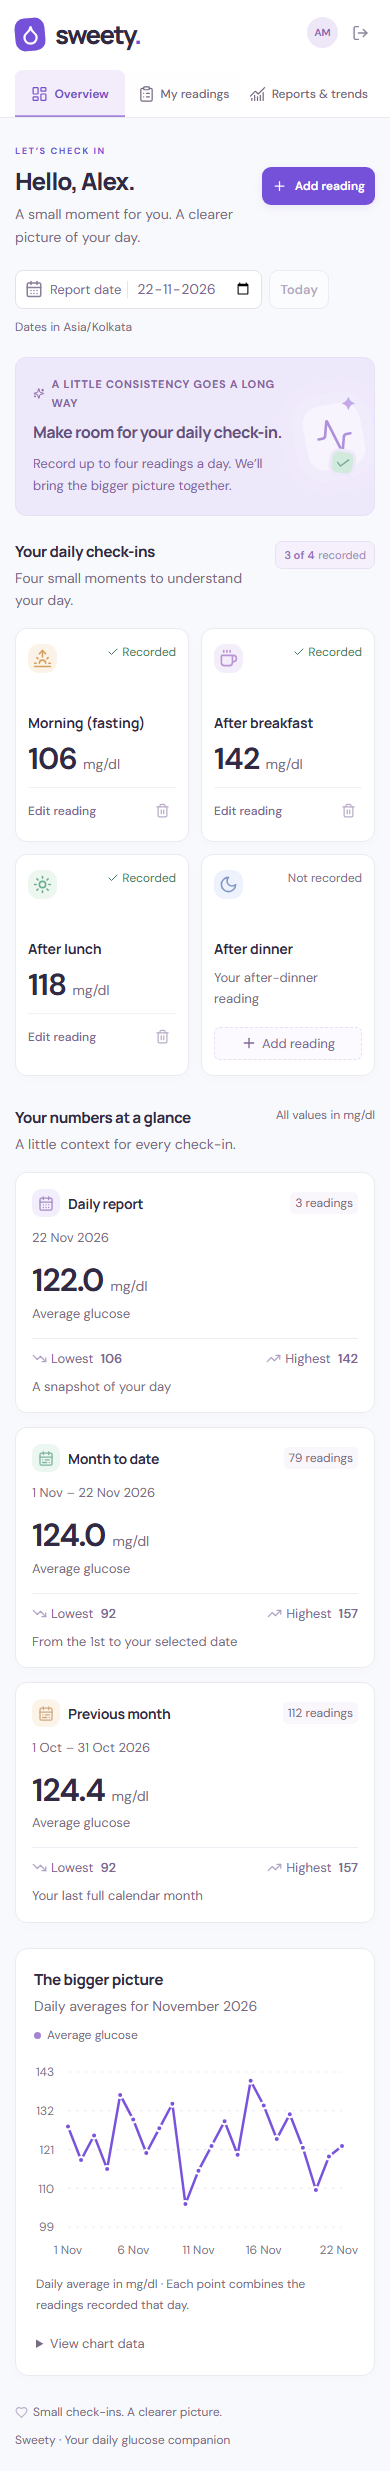 sweety.
AM
Overview
My readings
Reports & trends
LET'S CHECK IN
Hello, Alex.
Add reading
A small moment for you. A clearer
picture of your day.
Report date
22-11-2026
Today
Dates in Asia/Kolkata
A LITTLE CONSISTENCY GOES A LONG
WAY
Make room for your daily check-in.
Record up to four readings a day. We'll
bring the bigger picture together.
Your daily check-ins
3 of 4 recorded
Four small moments to understand
your day.
Recorded
Morning (fasting)
106 mg/dl
Edit reading
Recorded
After breakfast
142 mg/dl
Edit reading
Recorded
After lunch
118 mg/dl
Edit reading
Not recorded
After dinner
Your after-dinner
reading
Add reading
Your numbers at a glance
All values in mg/dl
A little context for every check-in.
Daily report
3 readings
22 Nov 2026
122.0 mg/dl
Average glucose
Lowest 106
Highest 142
A snapshot of your day
Month to date
79 readings
1 Nov – 22 Nov 2026
124.0 mg/dl
Average glucose
Lowest 92
Highest 157
From the 1st to your selected date
Previous month
112 readings
1 Oct – 31 Oct 2026
124.4 mg/dl
Average glucose
Lowest 92
Highest 157
Your last full calendar month
The bigger picture
Daily averages for November 2026
Average glucose
143
132
121
110
99
1 Nov
6 Nov
11 Nov
16 Nov
22 Nov
Daily average in mg/dl · Each point combines the
readings recorded that day.
View chart data
Small check-ins. A clearer picture.
Sweety · Your daily glucose companion